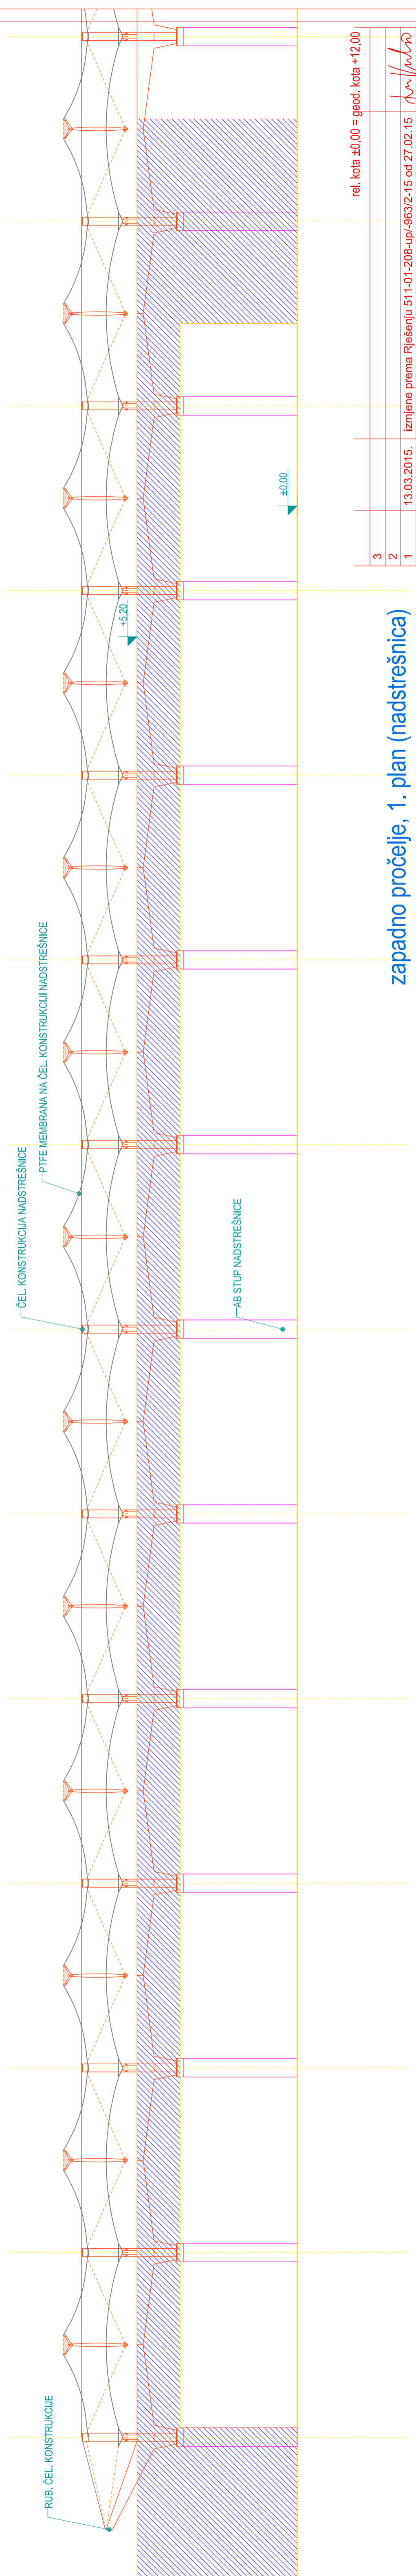 RUB. ČEL. KONSTRUKCIJE
ČEL. KONSTRUKCIJA NADSTREŠNICE
PTFE MEMBRANA NA ČEL. KONSTRUKCIJI NADSTREŠNICE
AB STUP NADSTREŠNICE
+5,20
±0,00
zapadno pročelje, 1. plan (nadstrešnica)
rel. kota ±0,00 = geod. kota +12,00
3
2
1 13.03.2015. izmjene prema Rješenju 511-01-208-up/-963/2-15 od 27.02.15